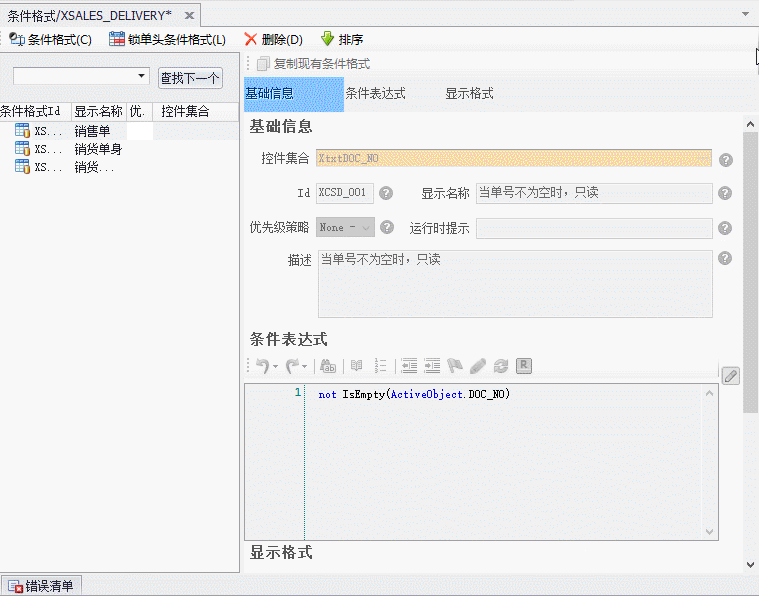 条件格式/XSALES_DELIVERY*
条件格式(C) 锁单头条件格式(L) 删除(D) 排序
查找下一个
复制现有条件格式
基础信息 条件表达式 显示格式
条件格式Id 显示名称 优. 控件集合
XS... 销售单
XS... 销货单身
XS... 销货...
基础信息
控件集合 XtxtDOC_NO
Id XCSD_001 显示名称 当单号不为空时，只读
优先级策略 None - 运行时提示
描述 当单号不为空时，只读
条件表达式
1 not IsEmpty(ActiveObject.DOC_NO)
显示格式
错误清单